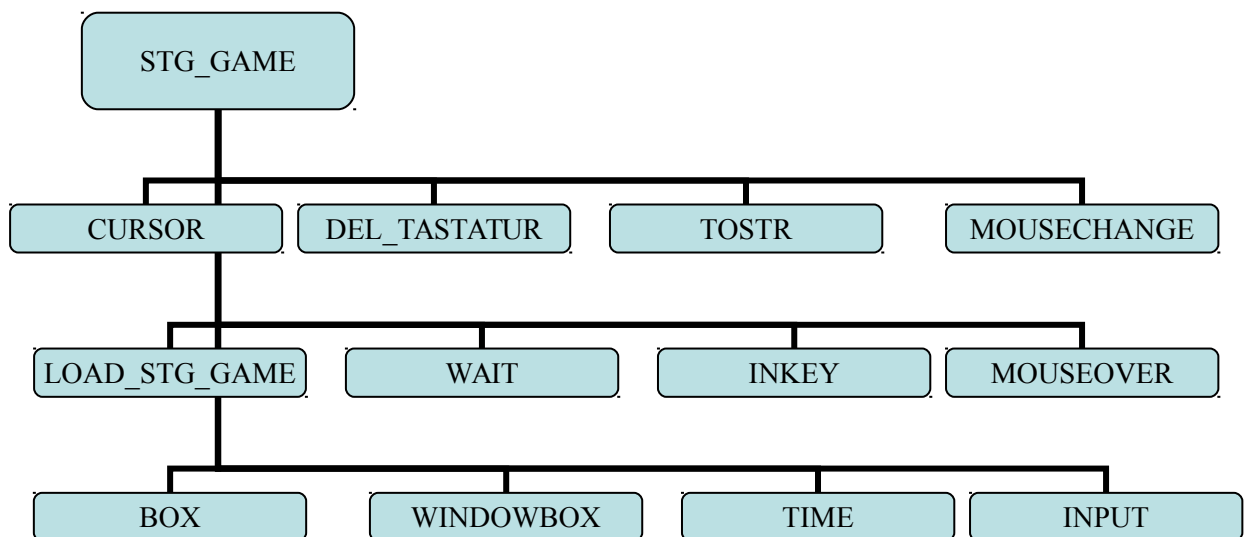 STG_GAME
CURSOR
DEL_TASTATUR
TOSTR
MOUSECHANGE
LOAD_STG_GAME
WAIT
INKEY
MOUSEOVER
BOX
WINDOWBOX
TIME
INPUT